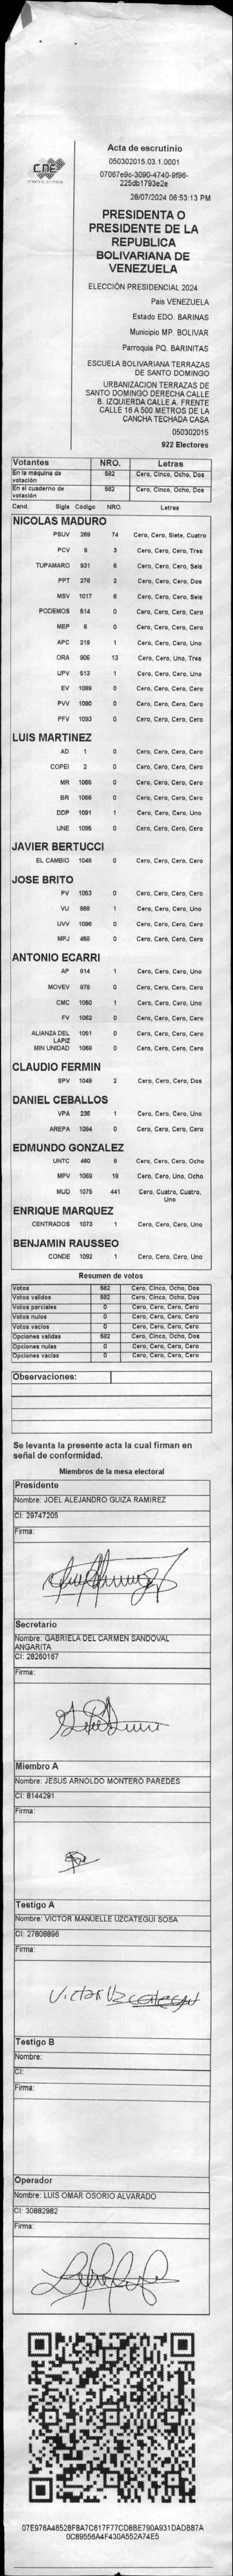 CNE
Acta de escrutinio
050302015.03.1.0001
07067e9c-3090-4740-9f96-
225db1793e2e
28/07/2024 06:53:13 PM
PRESIDENTA O
PRESIDENTE DE LA
REPUBLICA
BOLIVARIANA DE
VENEZUELA
ELECCIÓN PRESIDENCIAL 2024
Pais VENEZUELA
Estado EDO. BARINAS
Municipio MP. BOLIVAR
Parroquia PQ. BARINITAS
ESCUELA BOLIVARIANA TERRAZAS
DE SANTO DOMINGO
URBANIZACION TERRAZAS DE
SANTO DOMINGO DERECHA CALLE
B. IZQUIERDA CALLE A. FRENTE
CALLE 16 A 500 METROS DE LA
CANCHA TECHADA CASA
050302015
922 Electores
Votantes NRO. Letras
En la máquina de votación 582 Cero, Cinco, Ocho, Dos
En el cuaderno de votación 582 Cero, Cinco, Ocho, Dos
Cand. Sigla Código NRO. Letras
NICOLAS MADURO
PSUV 269 74 Cero, Cero, Siete, Cuatro
PCV 9 3 Cero, Cero, Cero, Tres
TUPAMARO 931 6 Cero, Cero, Cero, Seis
PPT 276 2 Cero, Cero, Cero, Dos
MSV 1017 6 Cero, Cero, Cero, Seis
PODEMOS 514 0 Cero, Cero, Cero, Cero
MEP 6 0 Cero, Cero, Cero, Cero
APC 219 1 Cero, Cero, Cero, Uno
ORA 906 13 Cero, Cero, Uno, Tres
UPV 513 1 Cero, Cero, Cero, Uno
EV 1089 0 Cero, Cero, Cero, Cero
PVV 1090 0 Cero, Cero, Cero, Cero
PFV 1093 0 Cero, Cero, Cero, Cero
LUIS MARTINEZ
AD 1 0 Cero, Cero, Cero, Cero
COPEI 2 0 Cero, Cero, Cero, Cero
MR 1085 0 Cero, Cero, Cero, Cero
BR 1066 0 Cero, Cero, Cero, Cero
DDP 1091 1 Cero, Cero, Cero, Uno
UNE 1095 0 Cero, Cero, Cero, Cero
JAVIER BERTUCCI
EL CAMBIO 1048 0 Cero, Cero, Cero, Cero
JOSE BRITO
PV 1053 0 Cero, Cero, Cero, Cero
VU 868 1 Cero, Cero, Cero, Uno
UVV 1096 0 Cero, Cero, Cero, Cero
MPJ 458 0 Cero, Cero, Cero, Cero
ANTONIO ECARRI
AP 814 1 Cero, Cero, Cero, Uno
MOVEV 878 0 Cero, Cero, Cero, Cero
CMC 1050 1 Cero, Cero, Cero, Uno
FV 1062 0 Cero, Cero, Cero, Cero
ALIANZA DEL LAPIZ 1051 0 Cero, Cero, Cero, Cero
MIN UNIDAD 1068 0 Cero, Cero, Cero, Cero
CLAUDIO FERMIN
SPV 1049 2 Cero, Cero, Cero, Dos
DANIEL CEBALLOS
VPA 236 1 Cero, Cero, Cero, Uno
AREPA 1094 0 Cero, Cero, Cero, Cero
EDMUNDO GONZALEZ
UNTC 460 8 Cero, Cero, Cero, Ocho
MPV 1069 18 Cero, Cero, Uno, Ocho
MUD 1075 441 Cero, Cuatro, Cuatro,
Uno
ENRIQUE MARQUEZ
CENTRADOS 1073 1 Cero, Cero, Cero, Uno
BENJAMIN RAUSSEO
CONDE 1092 1 Cero, Cero, Cero, Uno
Resumen de votos
Votos 582 Cero, Cinco, Ocho, Dos
Votos validos 582 Cero, Cinco, Ocho, Dos
Votos parciales 0 Cero, Cero, Cero, Cero
Votos nulos 0 Cero, Cero, Cero, Cero
Votos vacios 0 Cero, Cero, Cero, Cero
Opciones validas 582 Cero, Cinco, Ocho, Dos
Opciones nulas 0 Cero, Cero, Cero, Cero
Opciones vacias 0 Cero, Cero, Cero, Cero
Observaciones:
Se levanta la presente acta la cual firman en
señal de conformidad.
Miembros de la mesa electoral
Presidente
Nombre: JOEL ALEJANDRO GUIZA RAMIREZ
CI: 29747205
Firma:
Secretario
Nombre: GABRIELA DEL CARMEN SANDOVAL
ANGARITA
CI: 28260167
Firma:
Miembro A
Nombre: JESUS ARNOLDO MONTERO PAREDES
CI: 8144291
Firma:
Testigo A
Nombre: VICTOR MANUELLE UZCATEGUI SOSA
CI: 27808896
Firma:
Victor Uzcategui
Testigo B
Nombre:
CI:
Firma:
Operador
Nombre: LUIS OMAR OSORIO ALVARADO
CI: 30882982
Firma:
07E976A46528F8A7C617F77CD8BE790A931DADB87A
0C89556A4F430A552A74E5